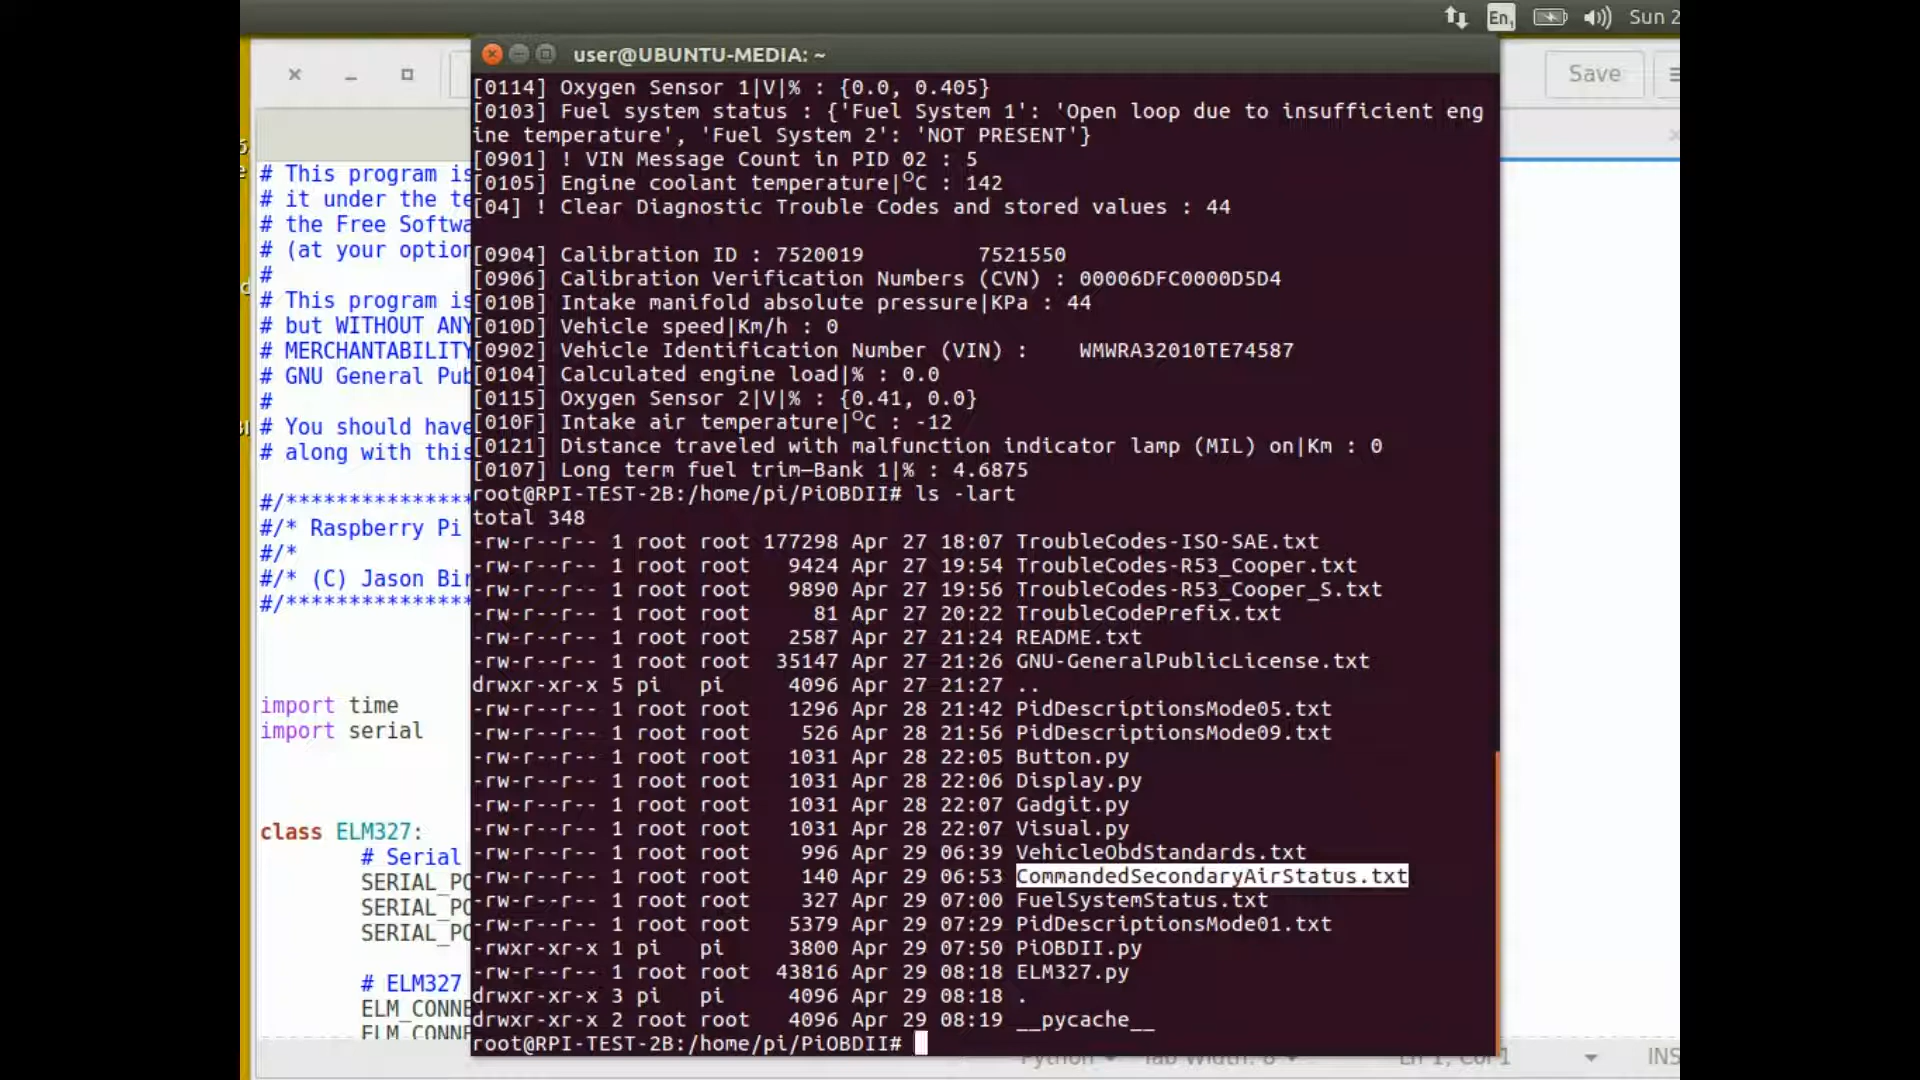 En,
Sun 2
user@UBUNTU-MEDIA: ~
Save
[0114] Oxygen Sensor 1|V|% : {0.0, 0.405}
[0103] Fuel system status : {'Fuel System 1': 'Open loop due to insufficient eng
ine temperature', 'Fuel System 2': 'NOT PRESENT'}
[0901] ! VIN Message Count in PID 02 : 5
[0105] Engine coolant temperature|°C : 142
[04] ! Clear Diagnostic Trouble Codes and stored values : 44
[0904] Calibration ID : 7520019         7521550
[0906] Calibration Verification Numbers (CVN) : 00006DFC0000D5D4
[010B] Intake manifold absolute pressure|KPa : 44
[010D] Vehicle speed|Km/h : 0
[0902] Vehicle Identification Number (VIN) :    WMWRA32010TE74587
[0104] Calculated engine load|% : 0.0
[0115] Oxygen Sensor 2|V|% : {0.41, 0.0}
[010F] Intake air temperature|°C : -12
[0121] Distance traveled with malfunction indicator lamp (MIL) on|Km : 0
[0107] Long term fuel trim—Bank 1|% : 4.6875
root@RPI-TEST-2B:/home/pi/PiOBDII# ls -lart
total 348
-rw-r--r-- 1 root root 177298 Apr 27 18:07 TroubleCodes-ISO-SAE.txt
-rw-r--r-- 1 root root   9424 Apr 27 19:54 TroubleCodes-R53_Cooper.txt
-rw-r--r-- 1 root root   9890 Apr 27 19:56 TroubleCodes-R53_Cooper_S.txt
-rw-r--r-- 1 root root     81 Apr 27 20:22 TroubleCodePrefix.txt
-rw-r--r-- 1 root root   2587 Apr 27 21:24 README.txt
-rw-r--r-- 1 root root  35147 Apr 27 21:26 GNU-GeneralPublicLicense.txt
drwxr-xr-x 5 pi   pi     4096 Apr 27 21:27 ..
-rw-r--r-- 1 root root   1296 Apr 28 21:42 PidDescriptionsMode05.txt
-rw-r--r-- 1 root root    526 Apr 28 21:56 PidDescriptionsMode09.txt
-rw-r--r-- 1 root root   1031 Apr 28 22:05 Button.py
-rw-r--r-- 1 root root   1031 Apr 28 22:06 Display.py
-rw-r--r-- 1 root root   1031 Apr 28 22:07 Gadgit.py
-rw-r--r-- 1 root root   1031 Apr 28 22:07 Visual.py
-rw-r--r-- 1 root root    996 Apr 29 06:39 VehicleObdStandards.txt
-rw-r--r-- 1 root root    140 Apr 29 06:53 CommandedSecondaryAirStatus.txt
-rw-r--r-- 1 root root    327 Apr 29 07:00 FuelSystemStatus.txt
-rw-r--r-- 1 root root   5379 Apr 29 07:29 PidDescriptionsMode01.txt
-rwxr-xr-x 1 pi   pi     3800 Apr 29 07:50 PiOBDII.py
-rw-r--r-- 1 root root  43816 Apr 29 08:18 ELM327.py
drwxr-xr-x 3 pi   pi     4096 Apr 29 08:18 .
drwxr-xr-x 2 root root   4096 Apr 29 08:19 __pycache__
root@RPI-TEST-2B:/home/pi/PiOBDII#
# This program is
# it under the te
# the Free Softwa
# (at your option
#
# This program is
# but WITHOUT ANY
# MERCHANTABILITY
# GNU General Pub
#
# You should have
# along with this
#/***************
#/* Raspberry Pi
#/*
#/* (C) Jason Bir
#/***************
import time
import serial
class ELM327:
# Serial
SERIAL_PO
SERIAL_PO
SERIAL_PO
# ELM327
ELM_CONNE
ELM_CONNE
Python
Tab Width: 8
Ln 1, Col 1
INS